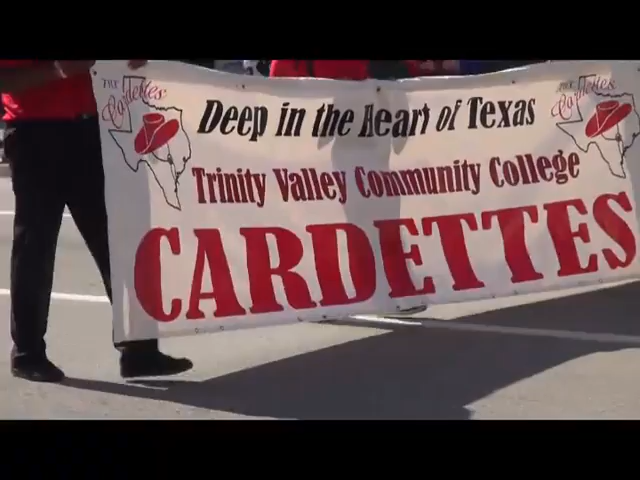 THE Cardettes
Deep in the Heart of Texas
THE Cardettes
Trinity Valley Community College
CARDETTES